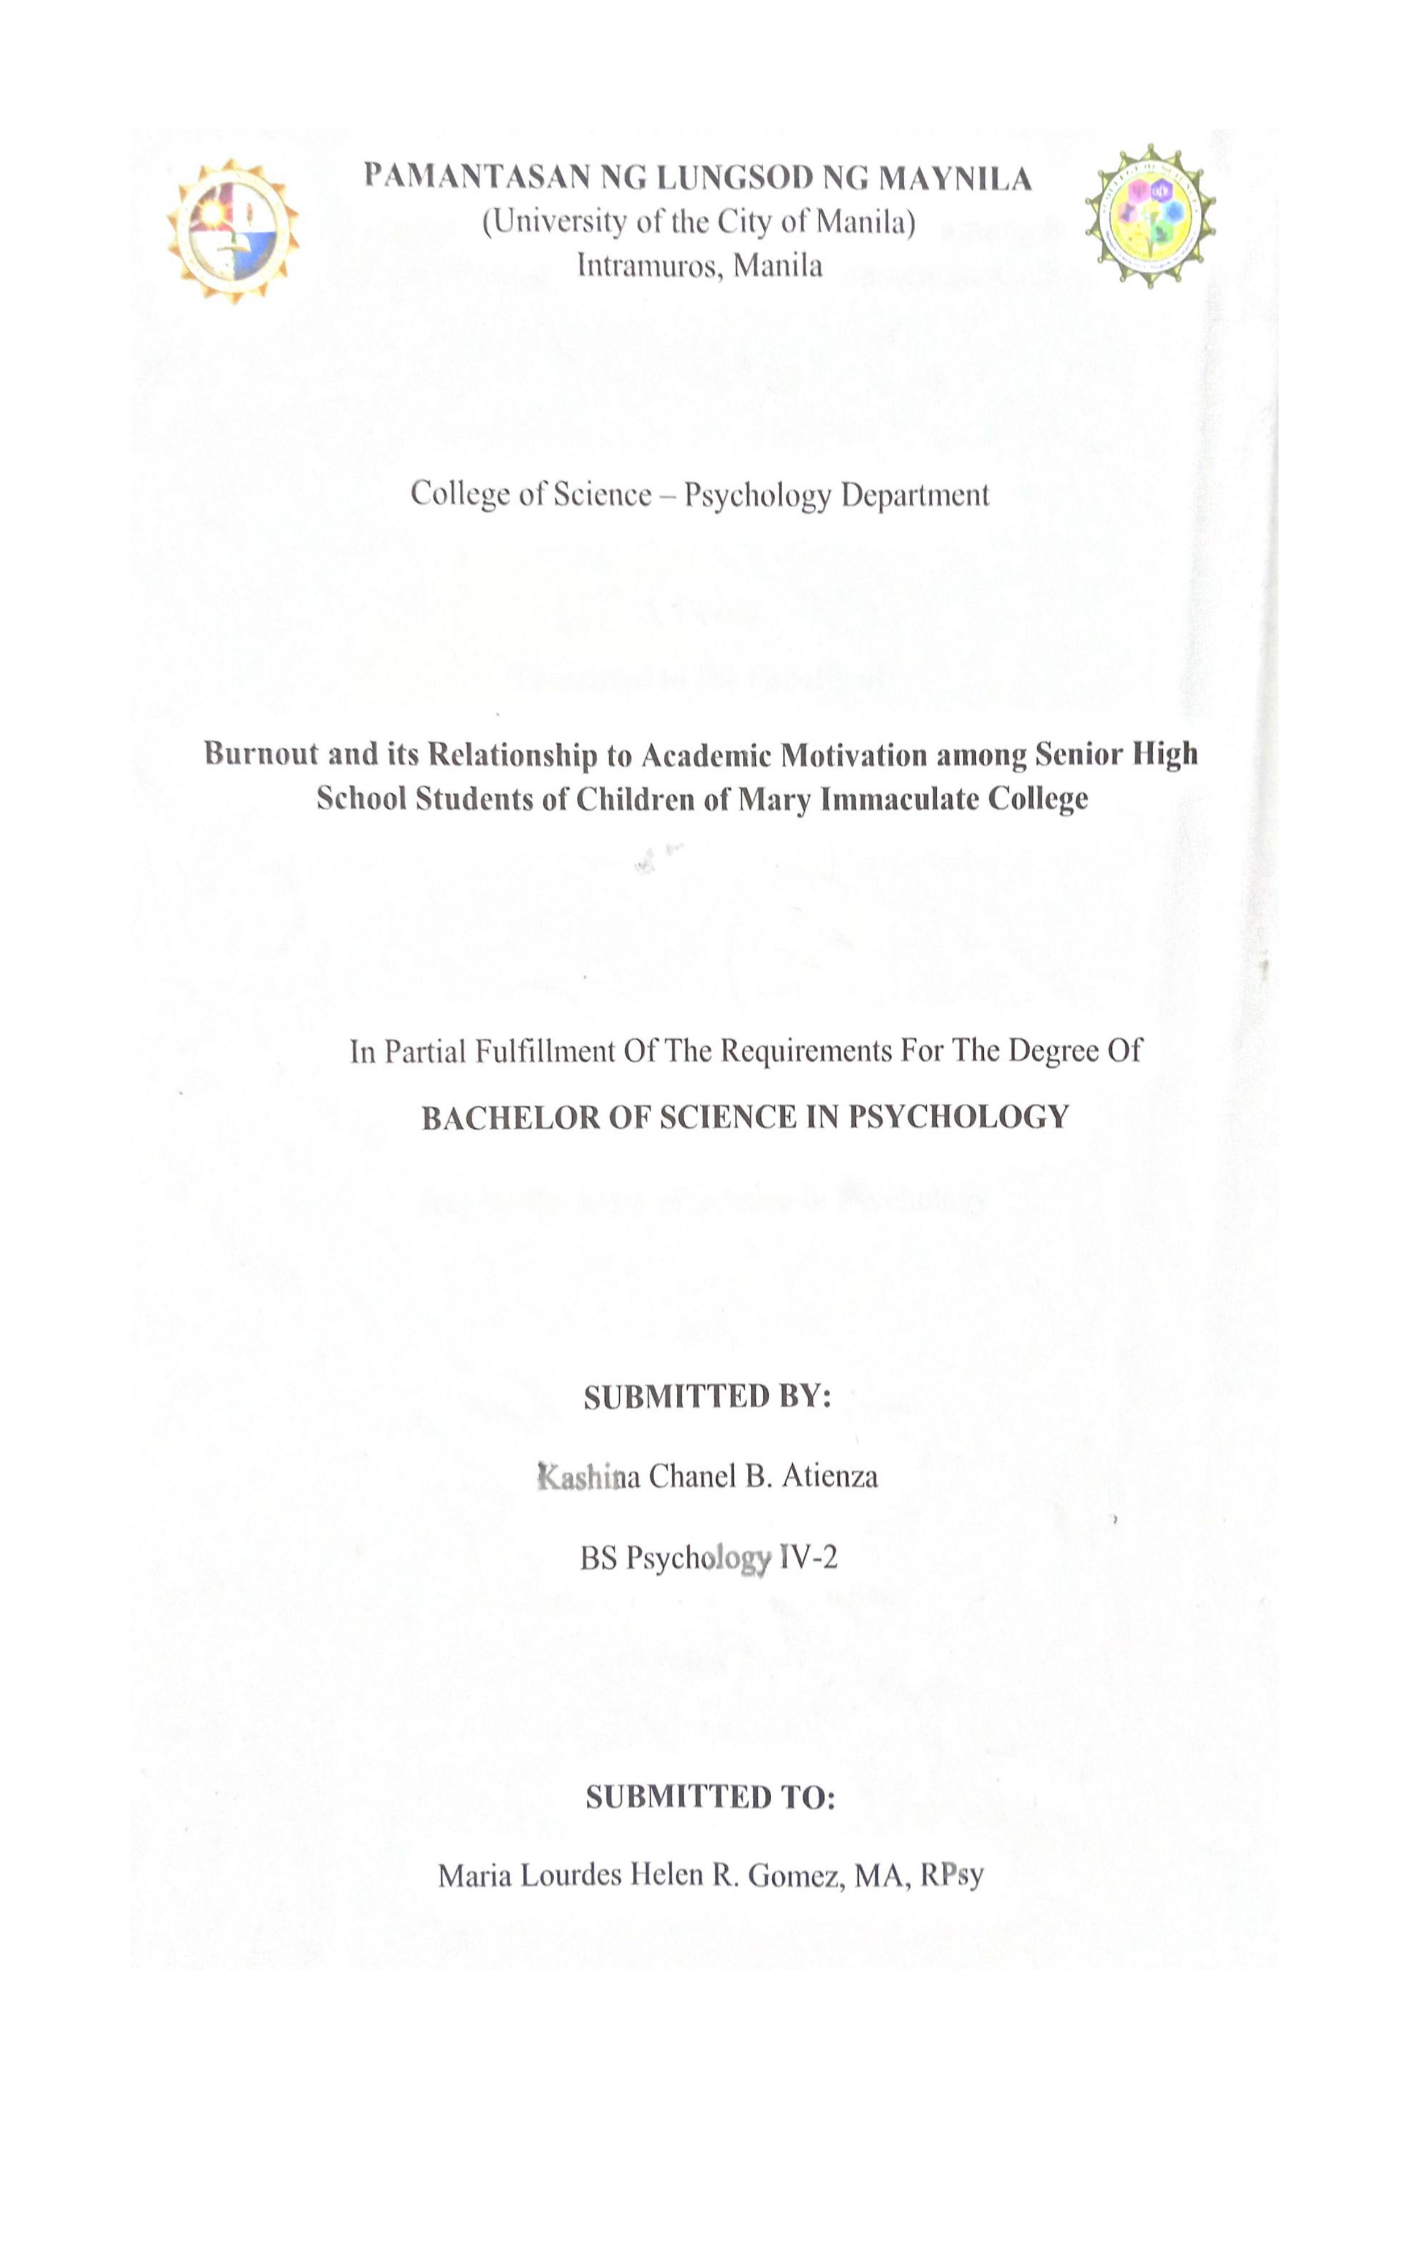 PAMANTASAN NG LUNGSOD NG MAYNILA
(University of the City of Manila)
Intramuros, Manila
College of Science – Psychology Department
Burnout and its Relationship to Academic Motivation among Senior High
School Students of Children of Mary Immaculate College
In Partial Fulfillment Of The Requirements For The Degree Of
BACHELOR OF SCIENCE IN PSYCHOLOGY
SUBMITTED BY:
Kashina Chanel B. Atienza
BS Psychology IV-2
SUBMITTED TO:
Maria Lourdes Helen R. Gomez, MA, RPsy